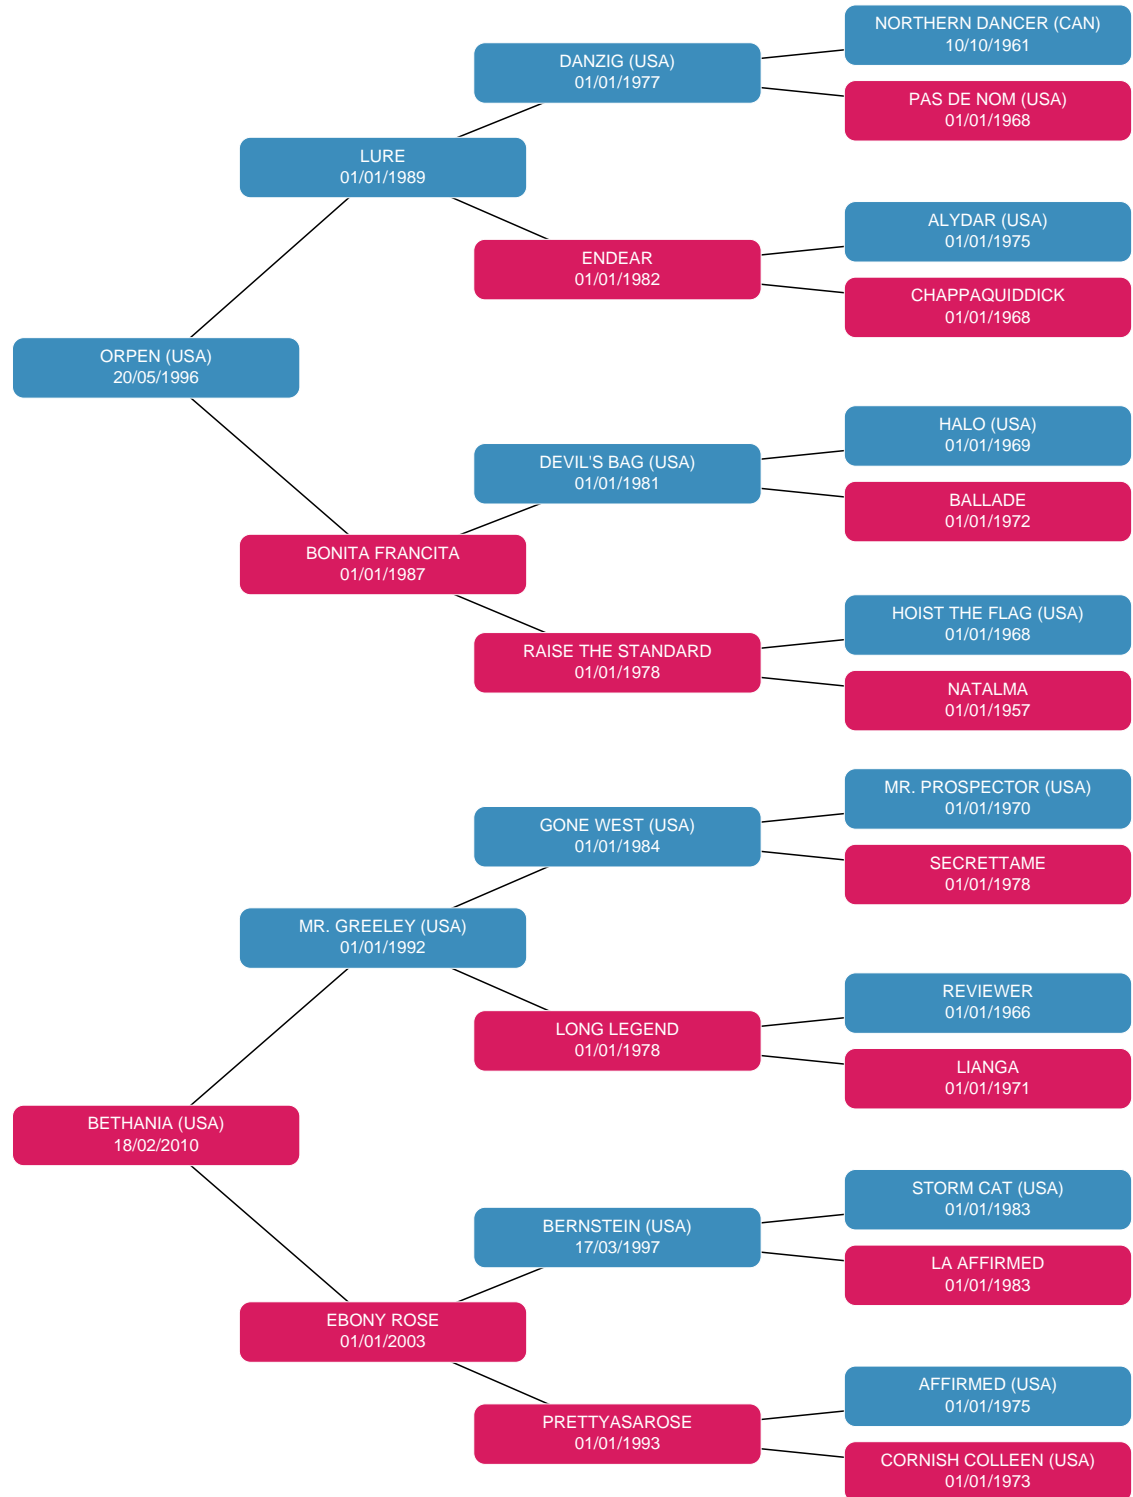 NORTHERN DANCER (CAN)
10/10/1961
DANZIG (USA)
01/01/1977
PAS DE NOM (USA)
01/01/1968
LURE
01/01/1989
ALYDAR (USA)
01/01/1975
ENDEAR
01/01/1982
CHAPPAQUIDDICK
01/01/1968
ORPEN (USA)
20/05/1996
HALO (USA)
01/01/1969
DEVIL'S BAG (USA)
01/01/1981
BALLADE
01/01/1972
BONITA FRANCITA
01/01/1987
HOIST THE FLAG (USA)
01/01/1968
RAISE THE STANDARD
01/01/1978
NATALMA
01/01/1957
MR. PROSPECTOR (USA)
01/01/1970
GONE WEST (USA)
01/01/1984
SECRETTAME
01/01/1978
MR. GREELEY (USA)
01/01/1992
REVIEWER
01/01/1966
LONG LEGEND
01/01/1978
LIANGA
01/01/1971
BETHANIA (USA)
18/02/2010
STORM CAT (USA)
01/01/1983
BERNSTEIN (USA)
17/03/1997
LA AFFIRMED
01/01/1983
EBONY ROSE
01/01/2003
AFFIRMED (USA)
01/01/1975
PRETTYASAROSE
01/01/1993
CORNISH COLLEEN (USA)
01/01/1973